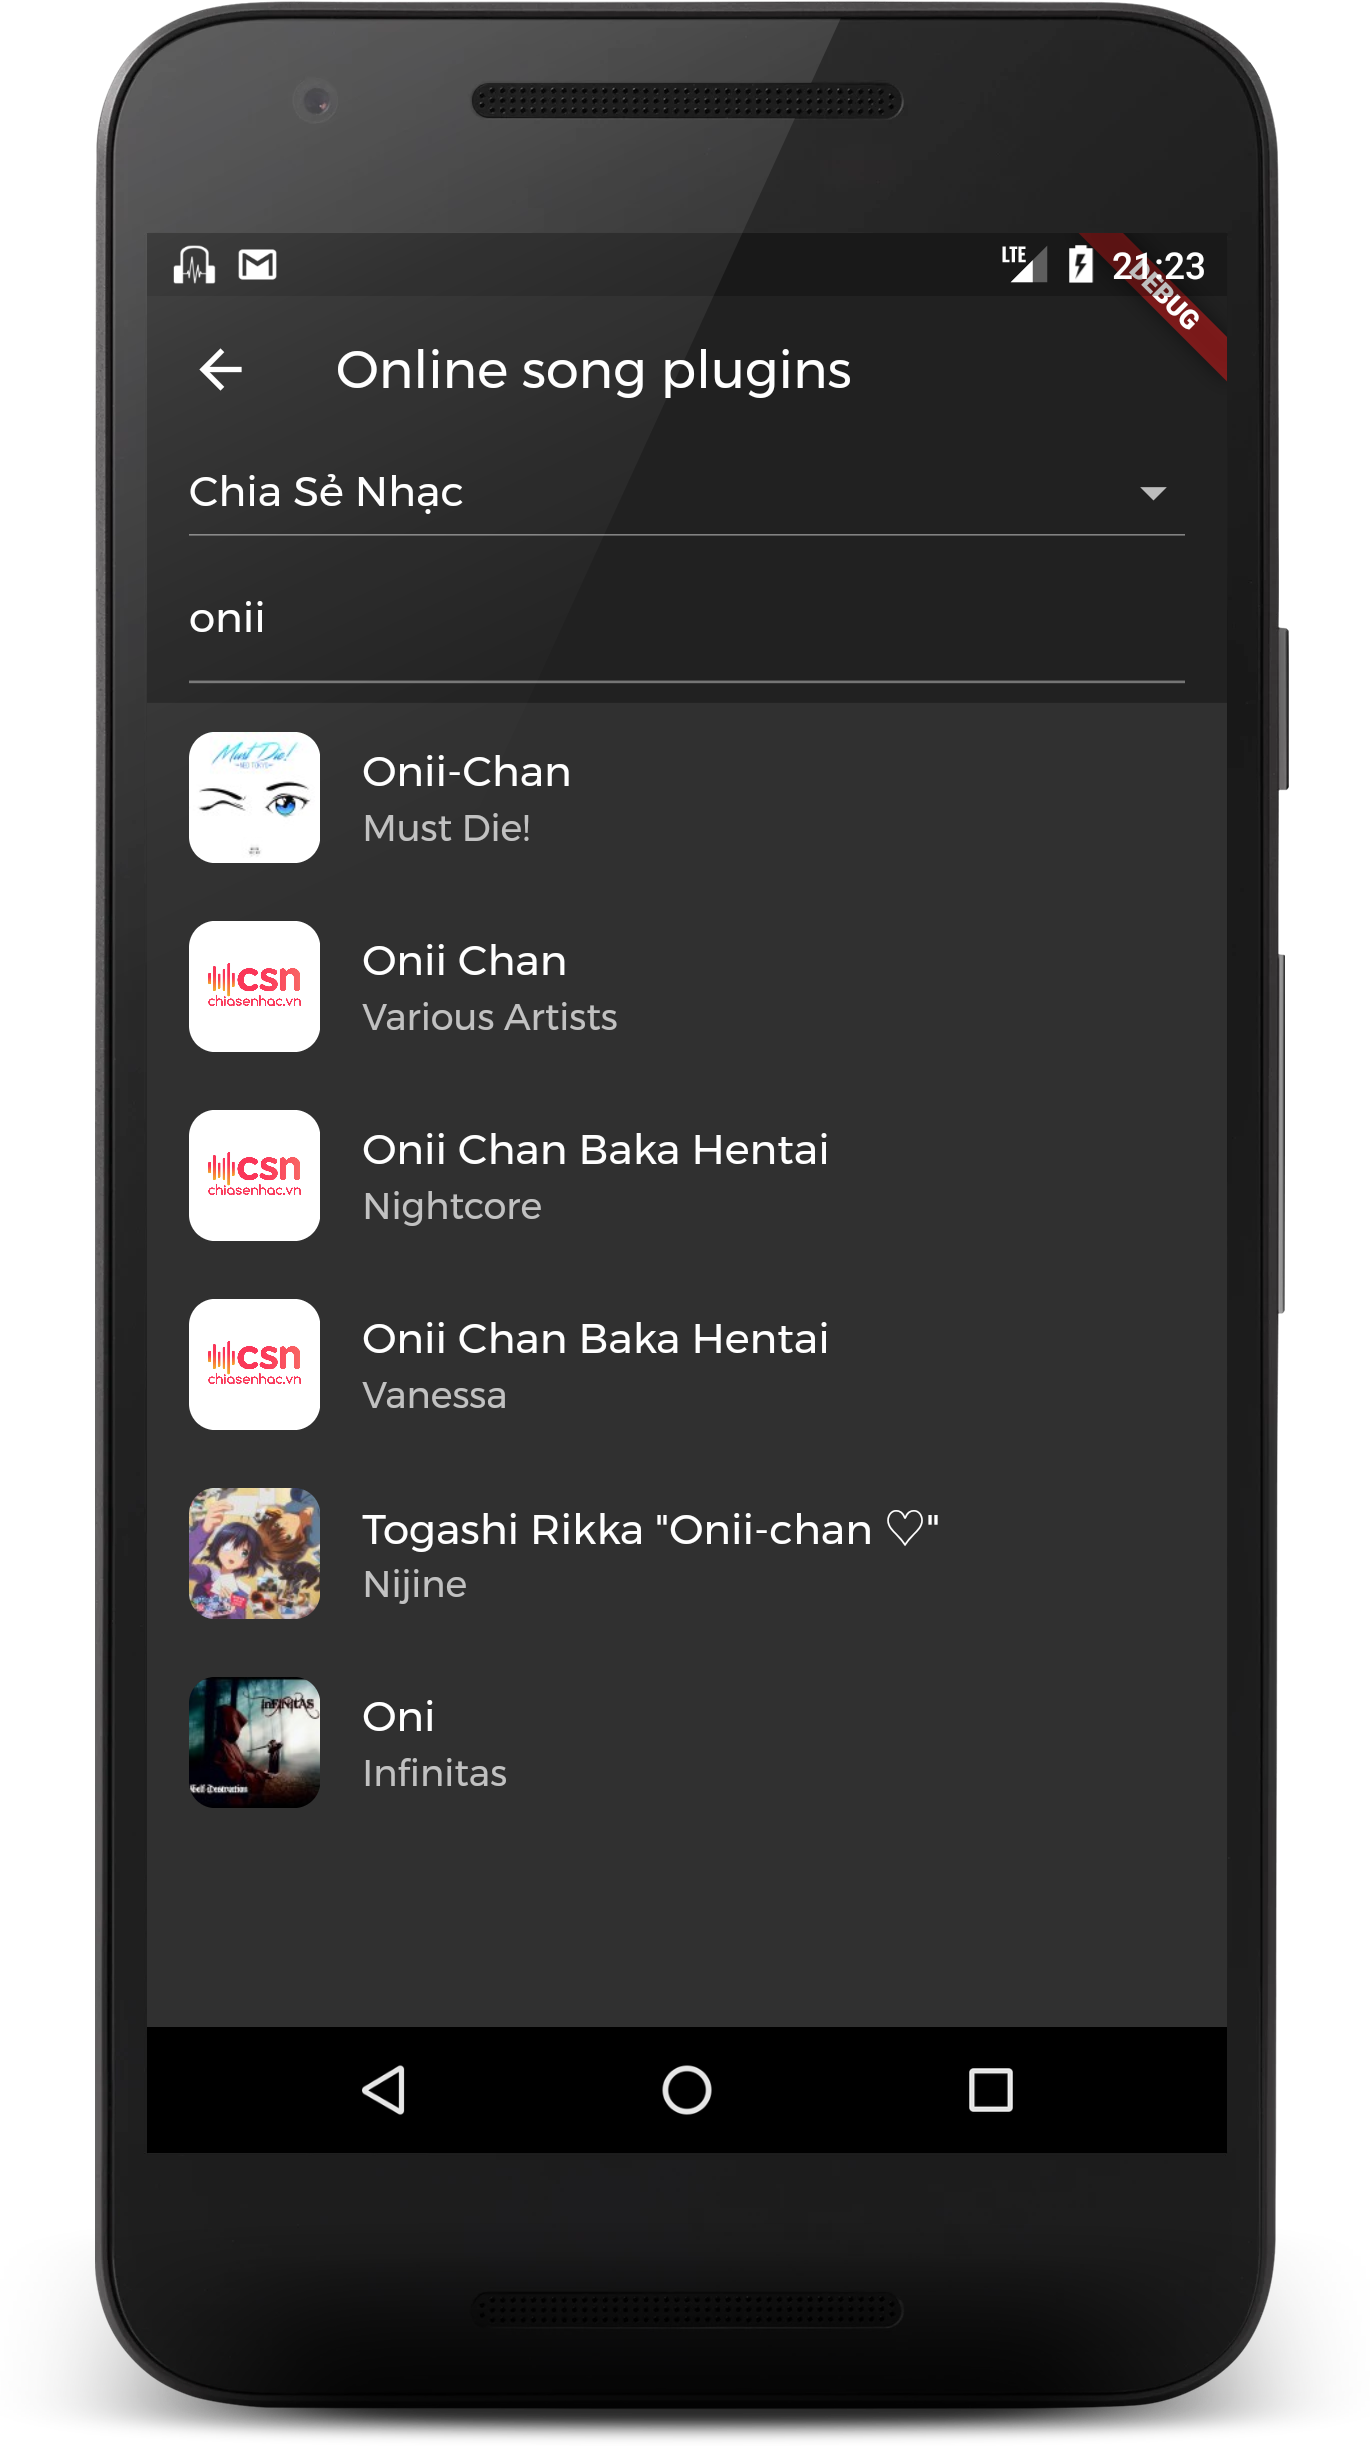 LTE 21:23
DEBUG
Online song plugins
Chia Sẻ Nhạc
onii
Must Die!
Onii-Chan
Must Die!
csn
chiasenhac.vn
Onii Chan
Various Artists
csn
chiasenhac.vn
Onii Chan Baka Hentai
Nightcore
csn
chiasenhac.vn
Onii Chan Baka Hentai
Vanessa
Togashi Rikka "Onii-chan ♡"
Nijine
INFINITAS
Self-Destruction
Oni
Infinitas